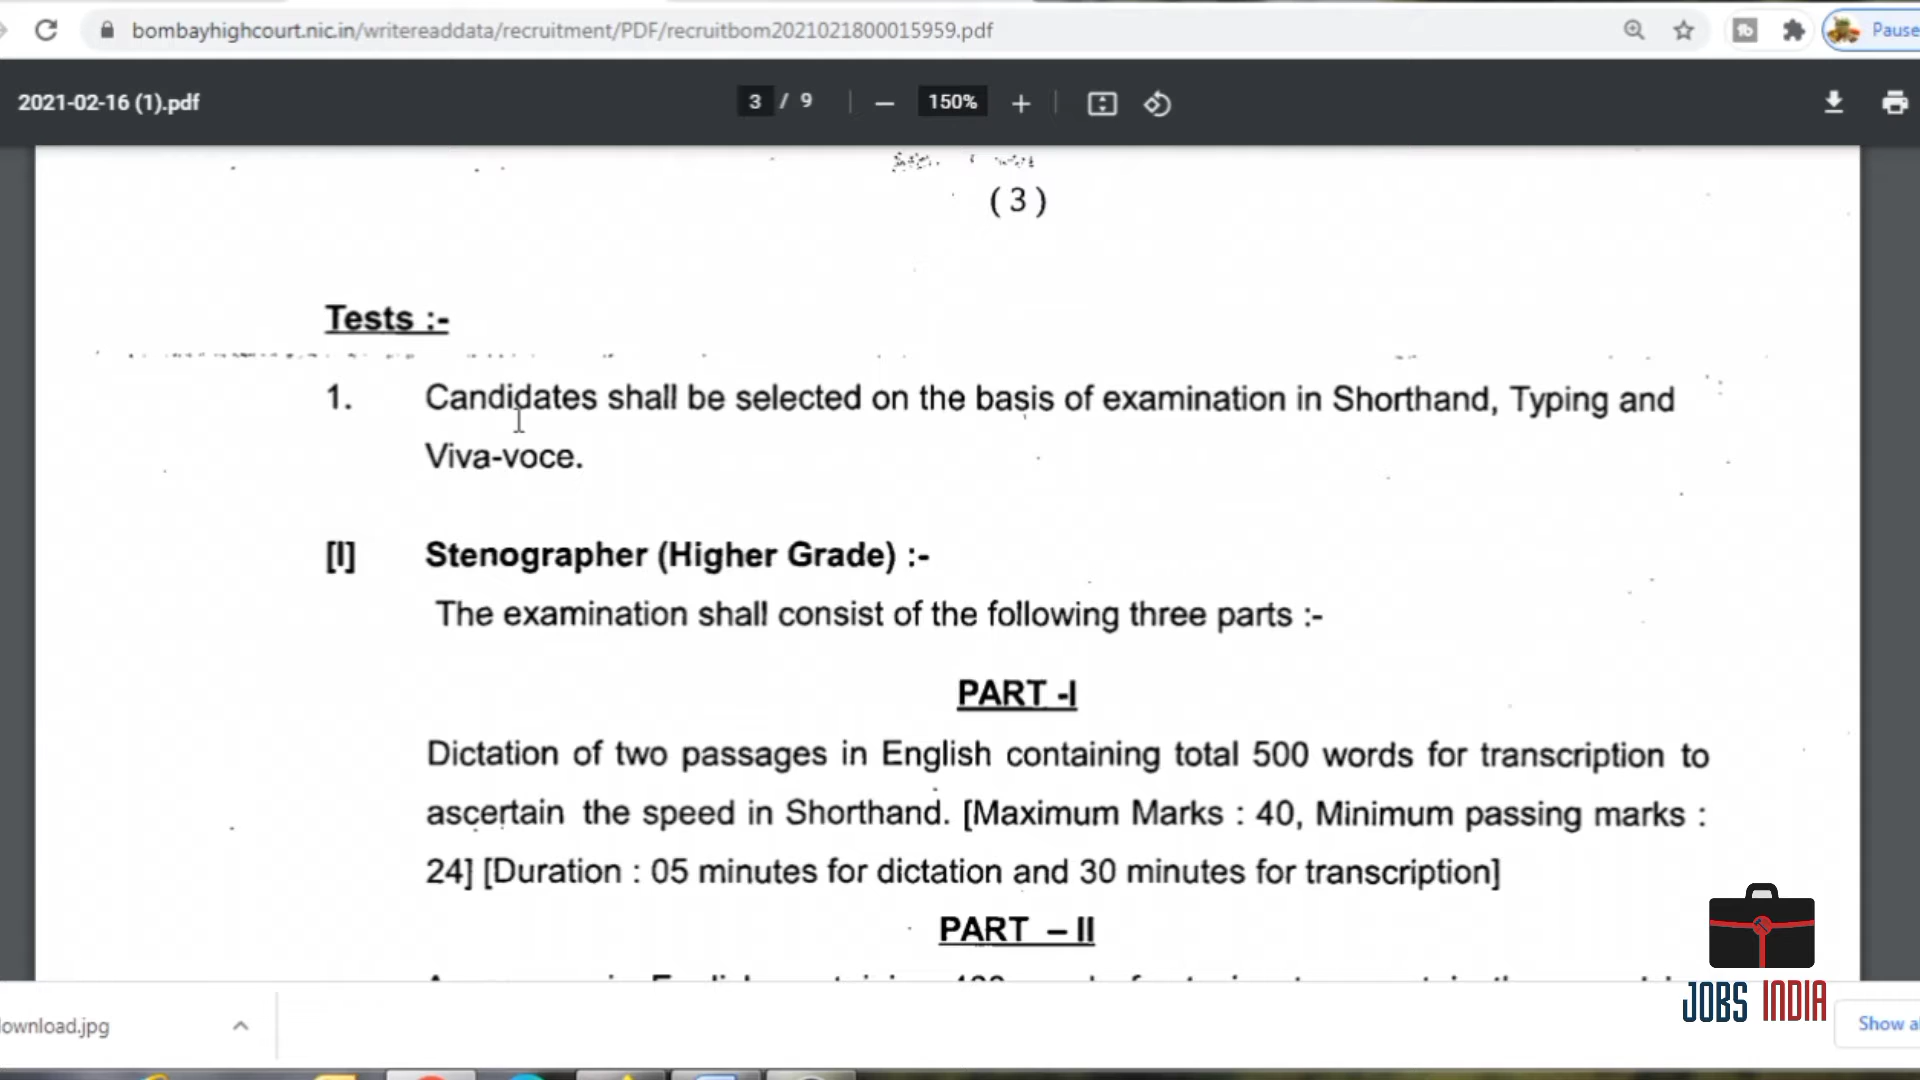 bombayhighcourt.nic.in/writereaddata/recruitment/PDF/recruitbom2021021800015959.pdf
Pause
2021-02-16 (1).pdf
3 / 9
150%
( 3 )
Tests :-
1. Candidates shall be selected on the basis of examination in Shorthand, Typing and
Viva-voce.
[I] Stenographer (Higher Grade) :-
The examination shall consist of the following three parts :-
PART -I
Dictation of two passages in English containing total 500 words for transcription to
ascertain the speed in Shorthand. [Maximum Marks : 40, Minimum passing marks :
24] [Duration : 05 minutes for dictation and 30 minutes for transcription]
PART – II
download.jpg
JOBS INDIA
Show al